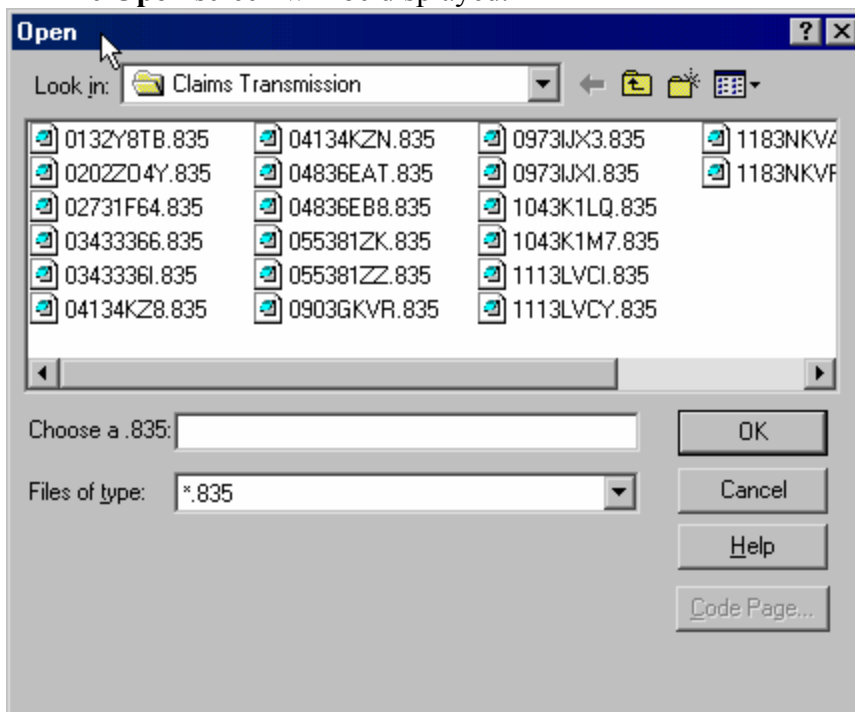 Open
Look in: Claims Transmission
0132Y8TB.835 04134KZN.835 0973IJX3.835 1183NKVA
0202ZO4Y.835 04836EAT.835 0973IJXI.835 1183NKVF
02731F64.835 04836EB8.835 1043K1LQ.835
03433366.835 055381ZK.835 1043K1M7.835
0343336I.835 055381ZZ.835 1113LVCI.835
04134KZ8.835 0903GKVR.835 1113LVCY.835
Choose a .835: OK
Files of type: *.835 Cancel
Help
Code Page...